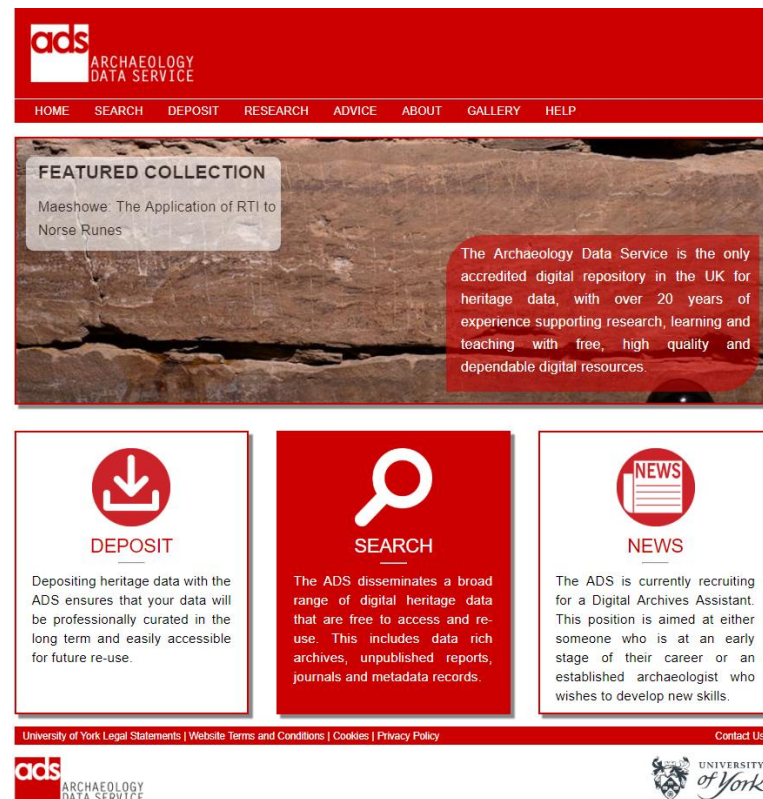 ads
ARCHAEOLOGY
DATA SERVICE
HOME SEARCH DEPOSIT RESEARCH ADVICE ABOUT GALLERY HELP
FEATURED COLLECTION
Maeshowe: The Application of RTI to
Norse Runes
The Archaeology Data Service is the only
accredited digital repository in the UK for
heritage data, with over 20 years of
experience supporting research, learning and
teaching with free, high quality and
dependable digital resources.
DEPOSIT
Depositing heritage data with the
ADS ensures that your data will
be professionally curated in the
long term and easily accessible
for future re-use.
SEARCH
The ADS disseminates a broad
range of digital heritage data
that are free to access and re-
use. This includes data rich
archives, unpublished reports,
journals and metadata records.
NEWS
NEWS
The ADS is currently recruiting
for a Digital Archives Assistant.
This position is aimed at either
someone who is at an early
stage of their career or an
established archaeologist who
wishes to develop new skills.
University of York Legal Statements | Website Terms and Conditions | Cookies | Privacy Policy
Contact Us
ads
ARCHAEOLOGY
DATA SERVICE
UNIVERSITY
of York